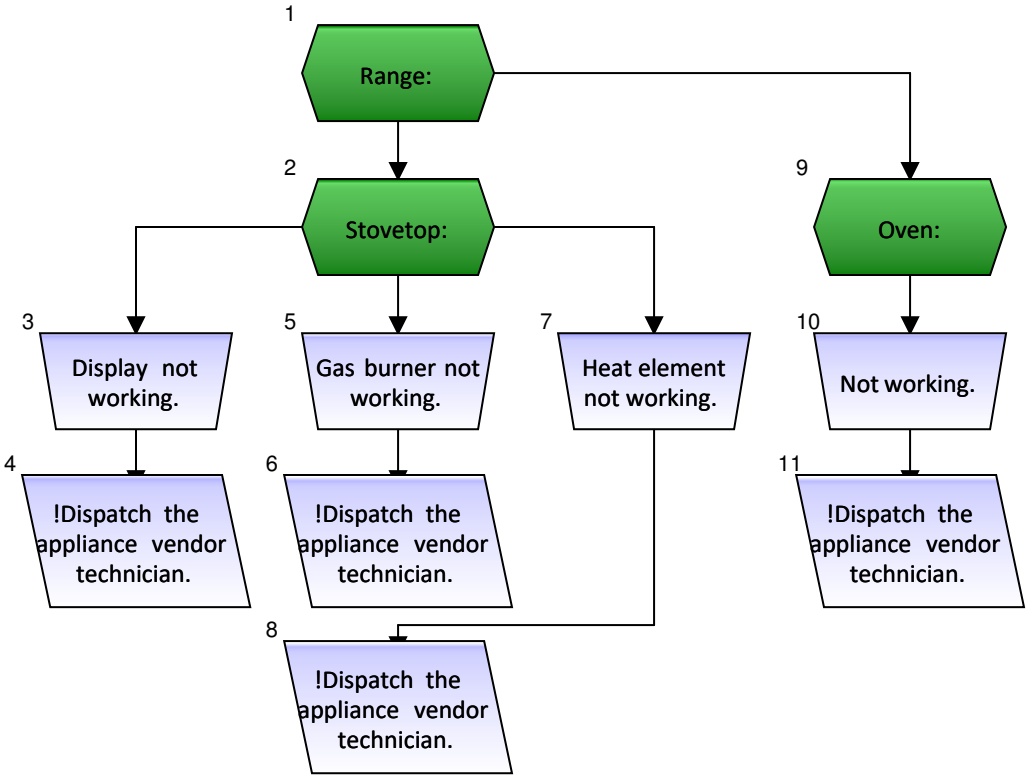 1
Range:
2
Stovetop:
9
Oven:
3
Display not
working.
5
Gas burner not
working.
7
Heat element
not working.
10
Not working.
4
!Dispatch the
appliance vendor
technician.
6
!Dispatch the
appliance vendor
technician.
11
!Dispatch the
appliance vendor
technician.
8
!Dispatch the
appliance vendor
technician.